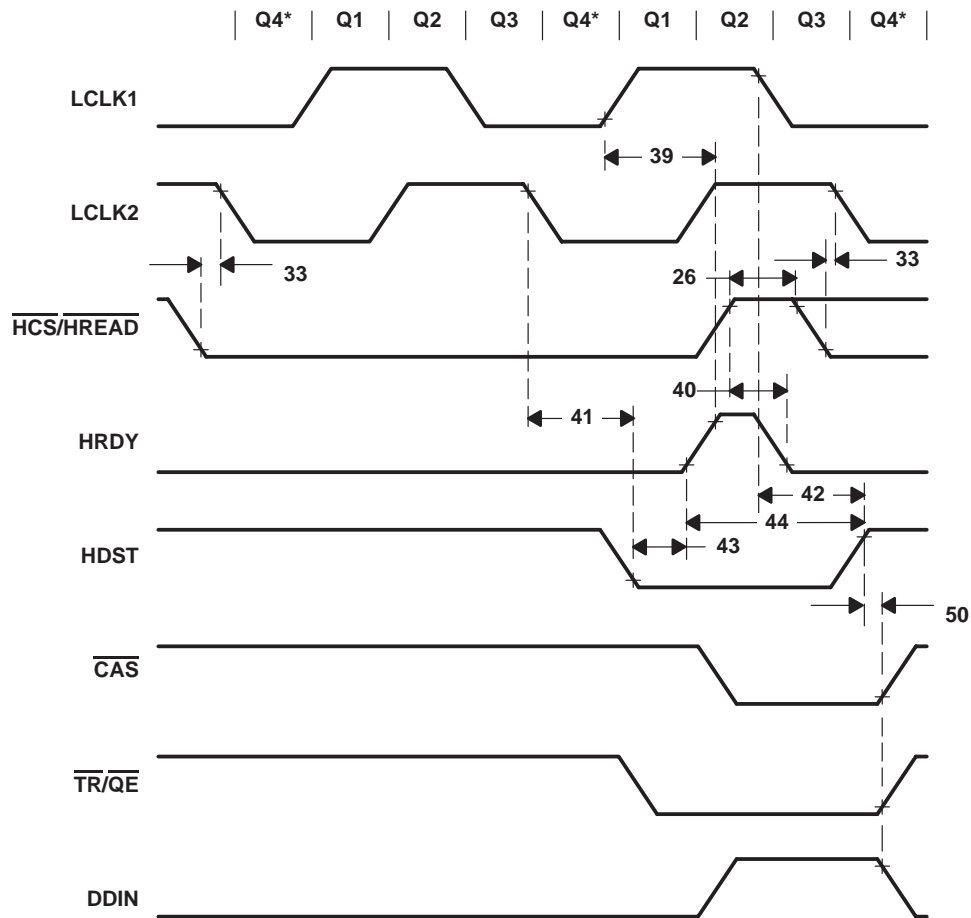 Q4* Q1 Q2 Q3 Q4* Q1 Q2 Q3 Q4*
LCLK1
39
LCLK2
33
33
26
HCS/HREAD
40
41
HRDY
42
44
43
HDST
50
CAS
TR/QE
DDIN